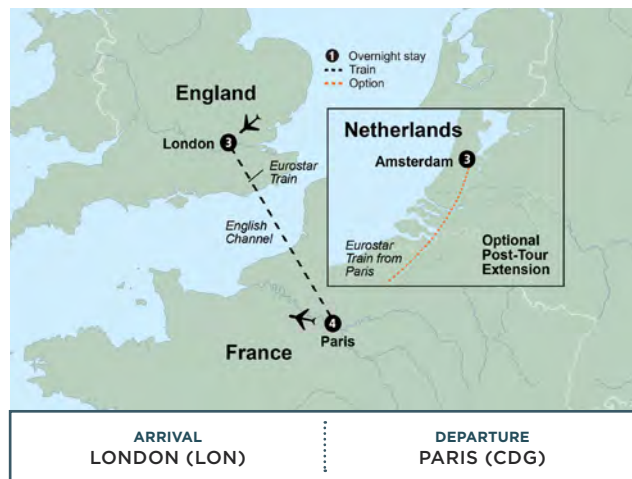 1 Overnight stay
Train
Option
England
London 3
Eurostar
Train
English
Channel
Netherlands
Amsterdam 3
Eurostar
Train from
Paris
Optional
Post-Tour
Extension
4
Paris
France
ARRIVAL
LONDON (LON)
DEPARTURE
PARIS (CDG)